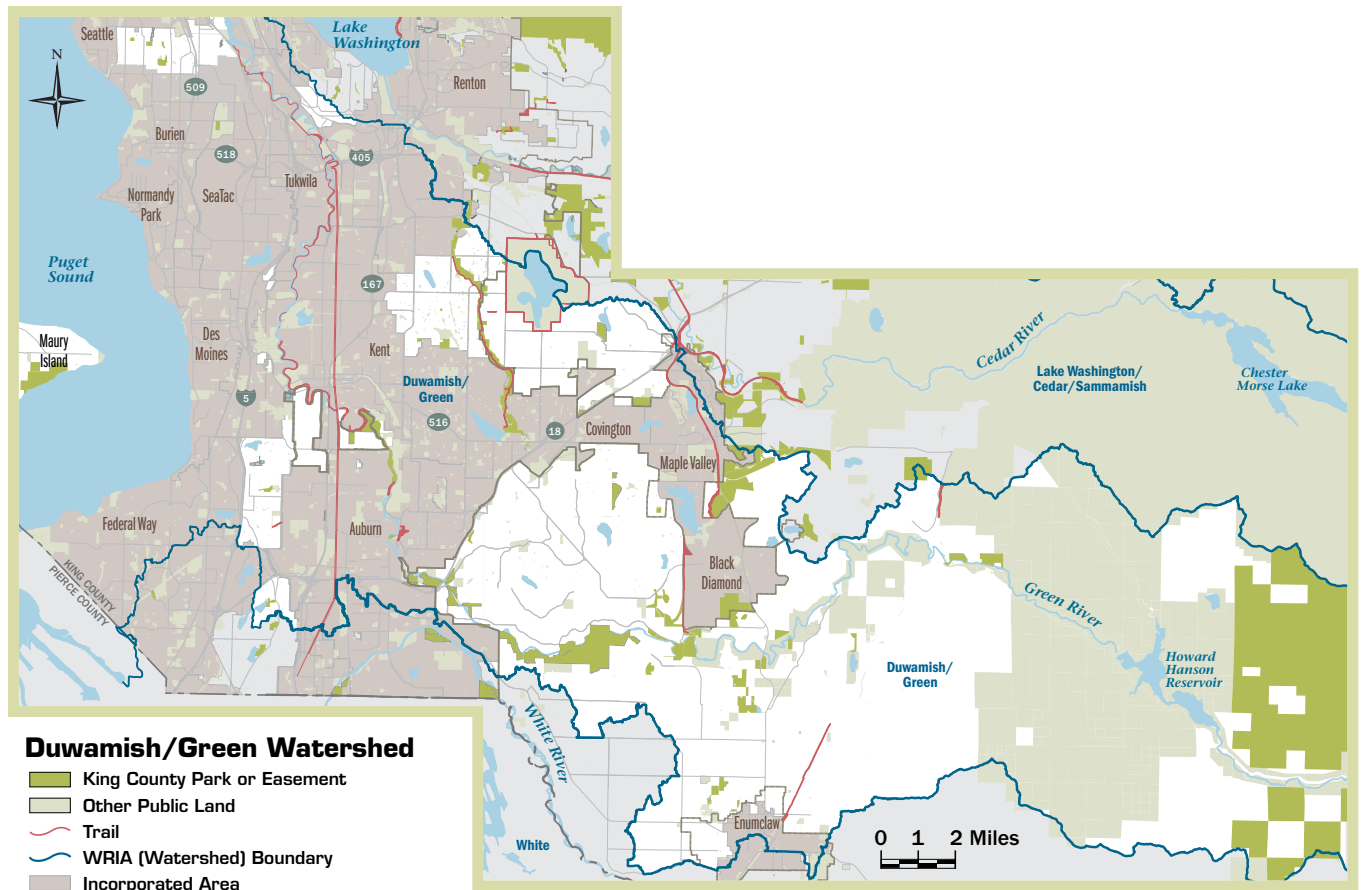 Seattle
Lake
Washington
N
Renton
509
Burien
518
405
Tukwila
Normandy
Park
SeaTac
Puget
Sound
167
Maury
Island
Des
Moines
Kent
Cedar River
Lake Washington/
Cedar/Sammamish
Chester
Morse Lake
Duwamish/
Green
5
516
18
Covington
Maple Valley
Federal Way
Auburn
KING COUNTY
PIERCE COUNTY
Black
Diamond
Green River
Howard
Hanson
Reservoir
Duwamish/
Green
White River
White
Enumclaw
0 1 2 Miles
Duwamish/Green Watershed
King County Park or Easement
Other Public Land
Trail
WRIA (Watershed) Boundary
Incorporated Area